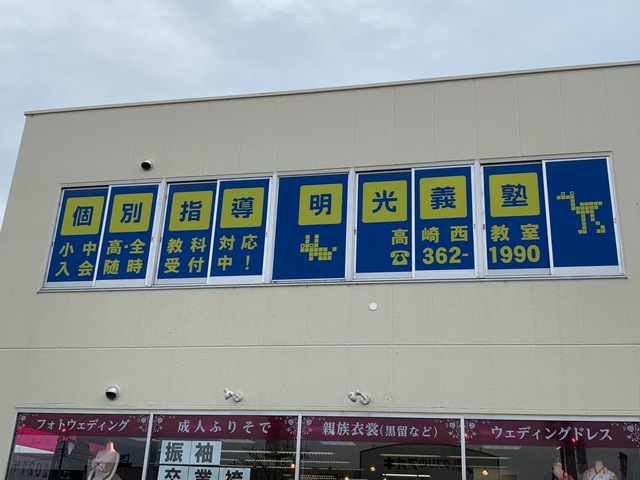 個別指導 明光義塾
小中高・全教科対応 高崎西教室
入会随時受付中! ☎362-1990
フォトウェディング
成人ふりそで
親族衣裳(黒留など)
ウェディングドレス
振袖
卒業袴